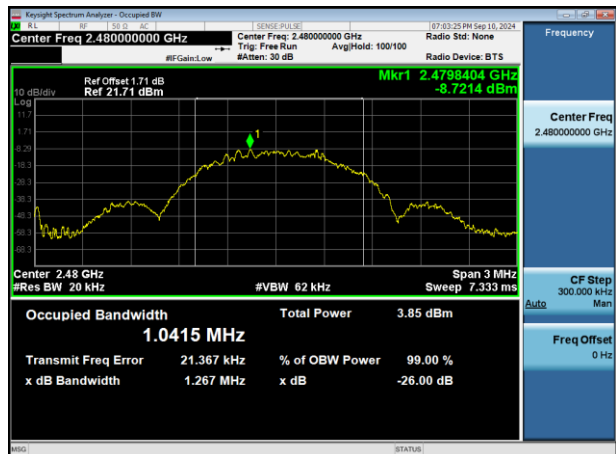 Keysight Spectrum Analyzer - Occupied BW
RL RF 50 Ω AC SENSE:PULSE 07:03:25 PM Sep 10, 2024
Center Freq 2.480000000 GHz Center Freq: 2.480000000 GHz Radio Std: None Frequency
Trig: Free Run Avg|Hold: 100/100
#IFGain:Low #Atten: 30 dB Radio Device: BTS
Ref Offset 1.71 dB Mkr1 2.4798404 GHz
10 dB/div Ref 21.71 dBm -8.7214 dBm
Log
11.7
1.71
-8.29
-18.3
-28.3
-38.3
-48.3
-58.3
-68.3
1
Center 2.48 GHz Span 3 MHz
#Res BW 20 kHz #VBW 62 kHz Sweep 7.333 ms
Occupied Bandwidth Total Power 3.85 dBm
1.0415 MHz
Transmit Freq Error 21.367 kHz % of OBW Power 99.00 %
x dB Bandwidth 1.267 MHz x dB -26.00 dB
Center Freq
2.480000000 GHz
CF Step
300.000 kHz
Auto Man
Freq Offset
0 Hz
MSG STATUS